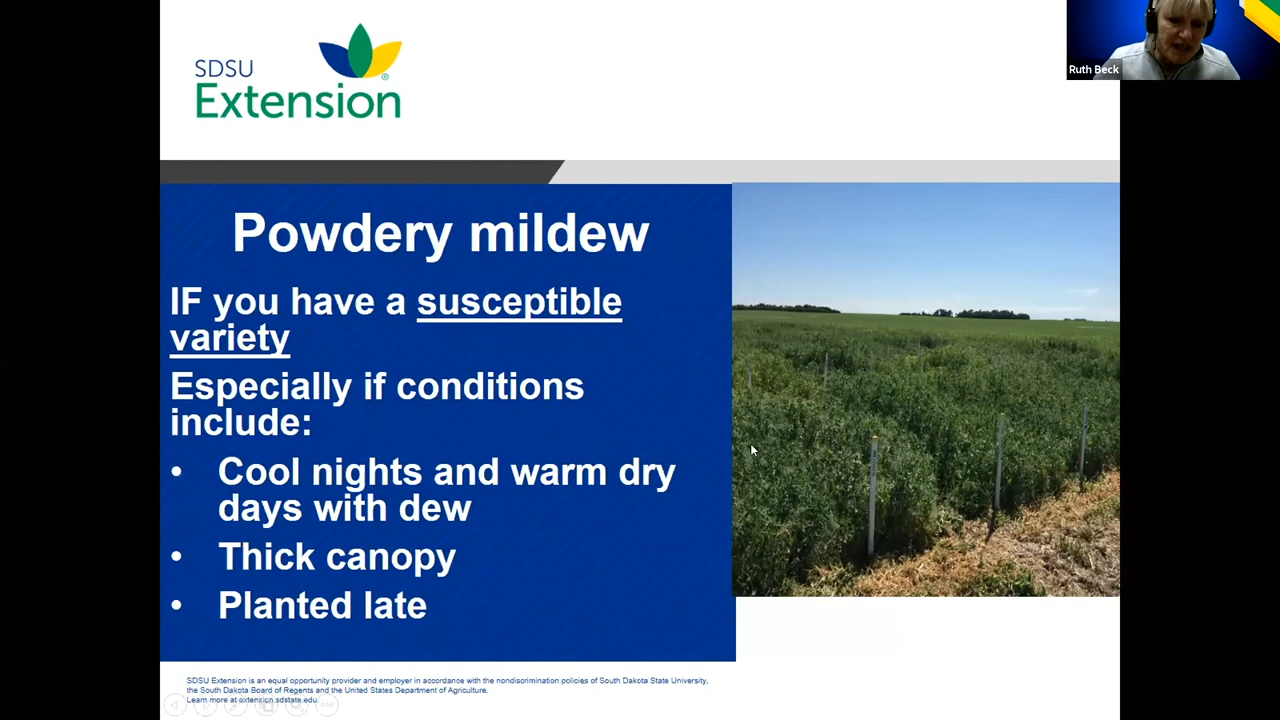 SDSU
Extension
®
Ruth Beck
Powdery mildew
IF you have a susceptible
variety
Especially if conditions
include:
• Cool nights and warm dry
days with dew
• Thick canopy
• Planted late
SDSU Extension is an equal opportunity provider and employer in accordance with the nondiscrimination policies of South Dakota State University,
the South Dakota Board of Regents and the United States Department of Agriculture.
Learn more at extension.sdstate.edu.